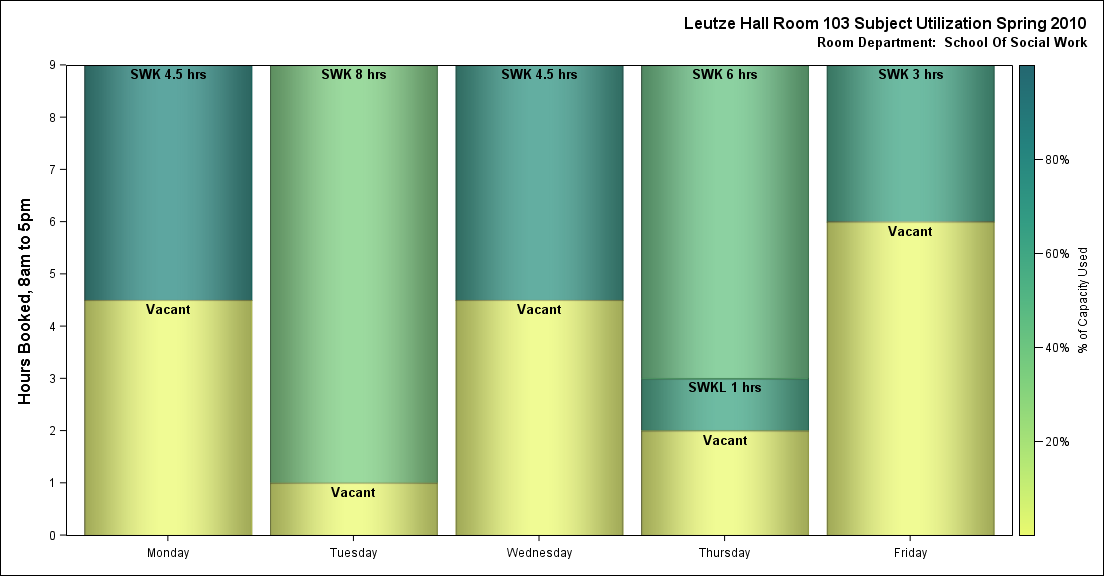 Leutze Hall Room 103 Subject Utilization Spring 2010
Room Department: School Of Social Work
Hours Booked, 8am to 5pm
9
8
7
6
5
4
3
2
1
0
SWK 4.5 hrs
Vacant
SWK 8 hrs
Vacant
SWK 4.5 hrs
Vacant
SWK 6 hrs
SWKL 1 hrs
Vacant
SWK 3 hrs
Vacant
Monday
Tuesday
Wednesday
Thursday
Friday
80%
60%
40%
20%
% of Capacity Used